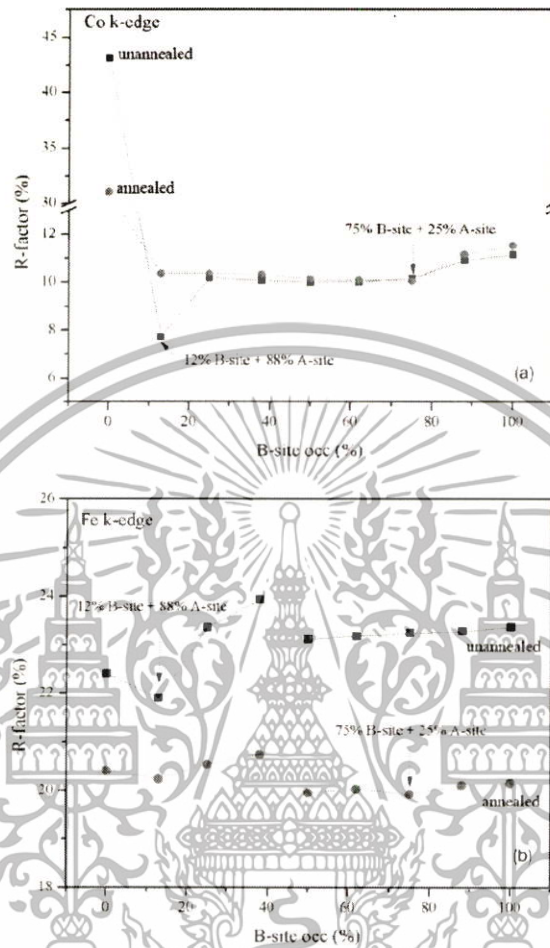 Co k-edge
45
unannealed
40
35
annealed
30
R-factor (%)
12
75% B-site + 25% A-site
10
8
12% B-site + 88% A-site
6
(a)
0 20 40 60 80 100
B-site occ (%)
26
Fe k-edge
24
12% B-site + 88% A-site
unannealed
22
R-factor (%)
75% B-site + 25% A-site
20
annealed
(b)
18
0 20 40 60 80 100
B-site occ (%)